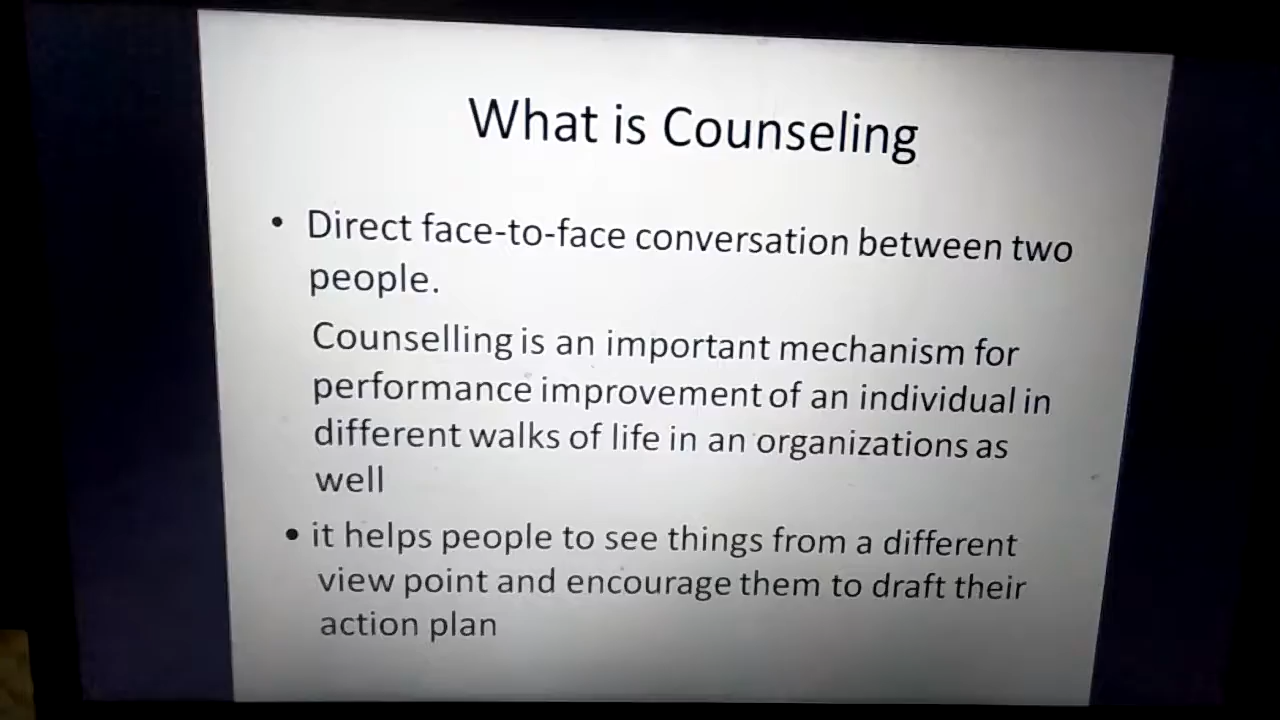 What is Counseling
• Direct face-to-face conversation between two
people.
Counselling is an important mechanism for
performance improvement of an individual in
different walks of life in an organizations as
well
• it helps people to see things from a different
view point and encourage them to draft their
action plan